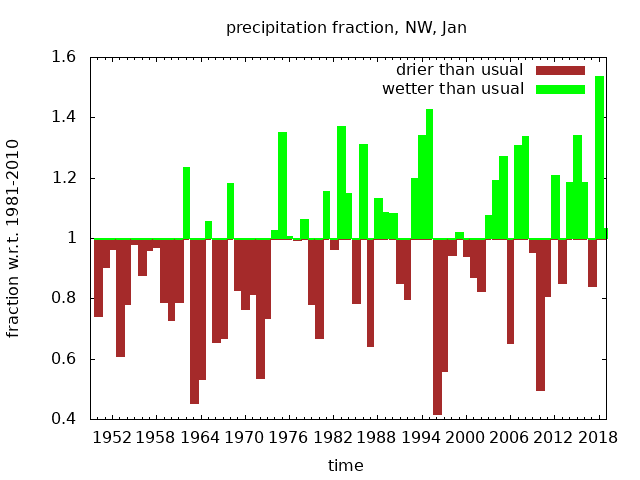 precipitation fraction, NW, Jan
drier than usual
wetter than usual
1.6
1.4
1.2
1
0.8
0.6
0.4
fraction w.r.t. 1981-2010
1952 1958 1964 1970 1976 1982 1988 1994 2000 2006 2012 2018
time